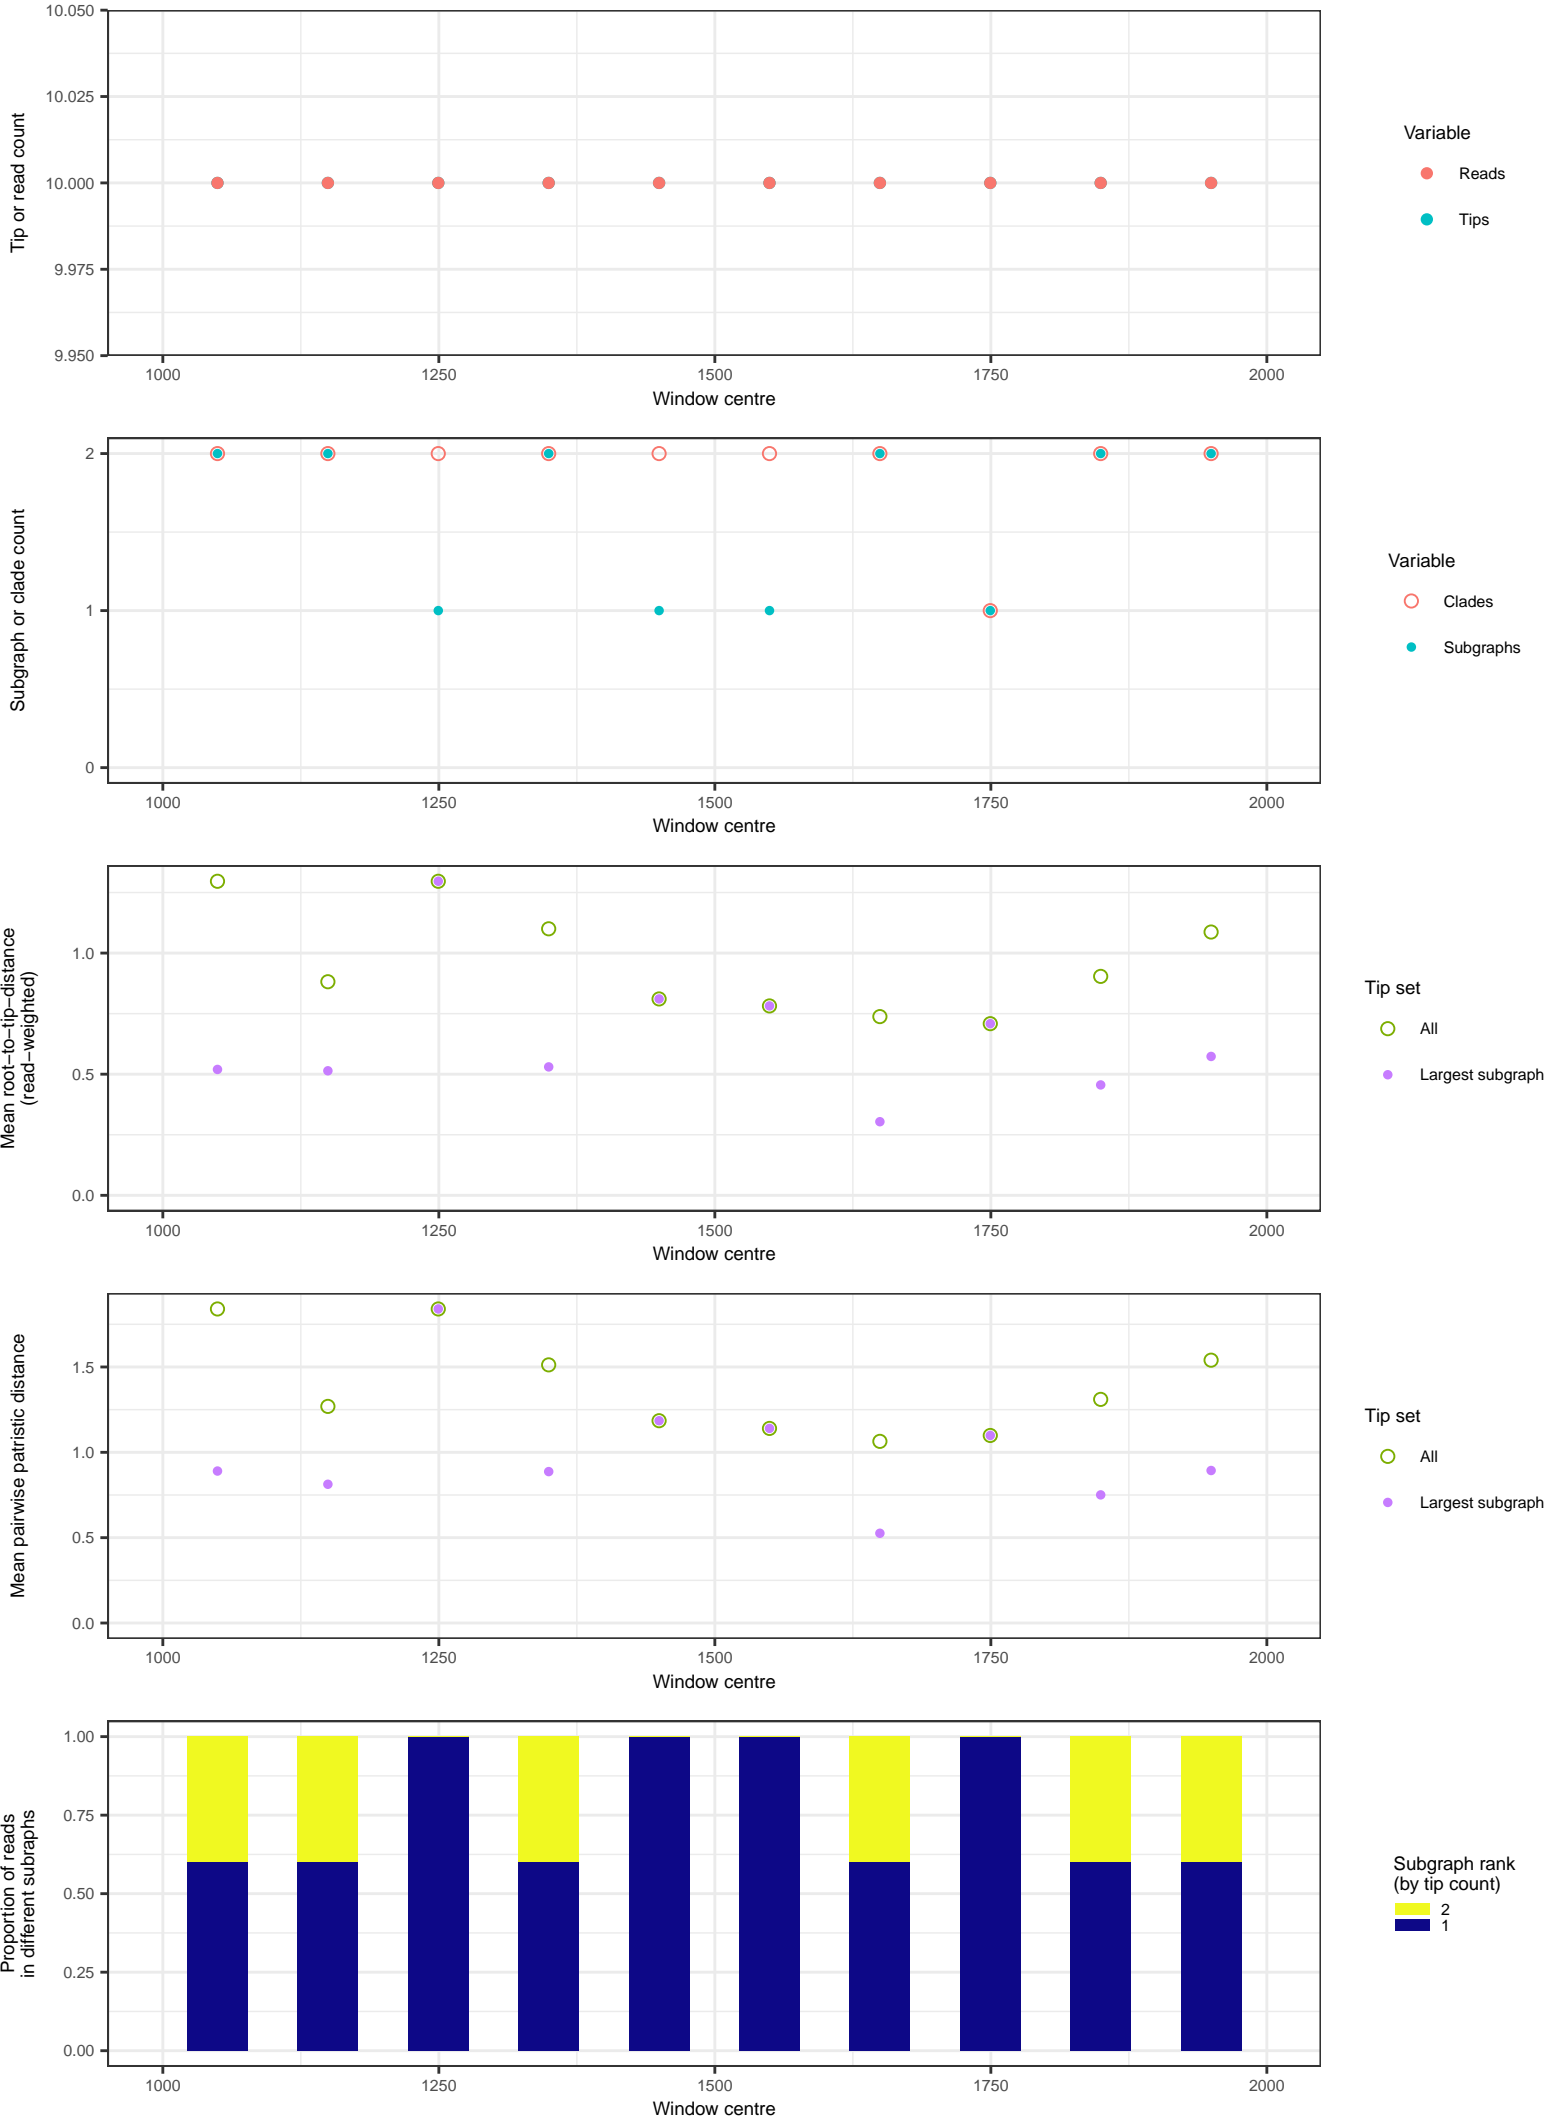 10.050
10.025
10.000
9.975
9.950
Tip or read count
1000 1250 1500 1750 2000
Window centre
Variable
Reads
Tips
2
1
0
Subgraph or clade count
1000 1250 1500 1750 2000
Window centre
Variable
Clades
Subgraphs
1.0
0.5
0.0
Mean root−to−tip−distance
(read−weighted)
1000 1250 1500 1750 2000
Window centre
Tip set
All
Largest subgraph
1.5
1.0
0.5
0.0
Mean pairwise patristic distance
1000 1250 1500 1750 2000
Window centre
Tip set
All
Largest subgraph
1.00
0.75
0.50
0.25
0.00
Proportion of reads
in different subraphs
1000 1250 1500 1750 2000
Window centre
Subgraph rank
(by tip count)
2
1